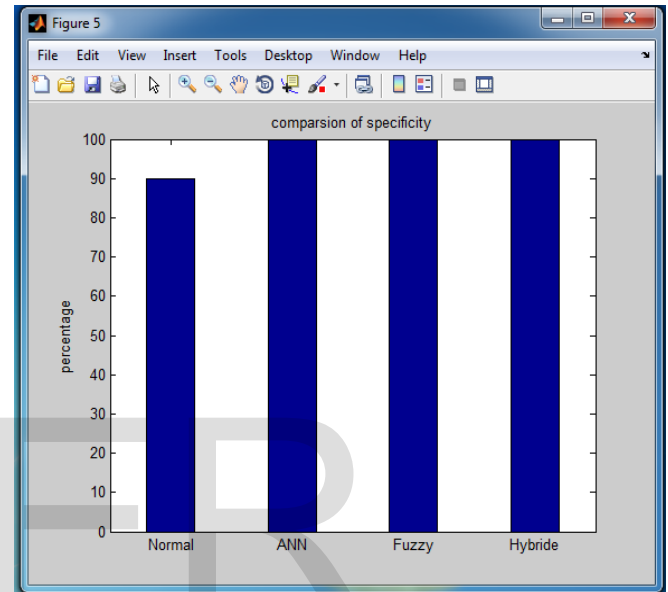 Figure 5
File Edit View Insert Tools Desktop Window Help
comparsion of specificity
100
90
80
70
60
50
40
30
20
10
0
percentage
Normal ANN Fuzzy Hybride
ER